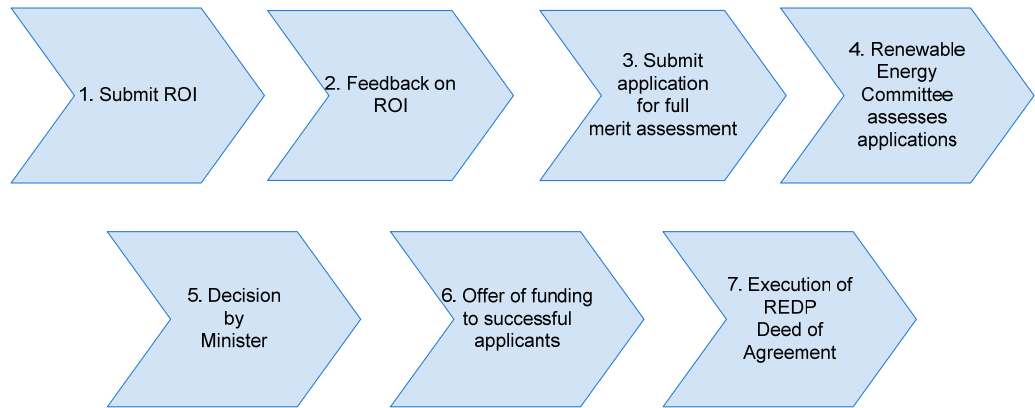 1. Submit ROI
2. Feedback on
ROI
3. Submit
application
for full
merit assessment
4. Renewable
Energy
Committee
assesses
applications
5. Decision
by
Minister
6. Offer of funding
to successful
applicants
7. Execution of
REDP
Deed of
Agreement